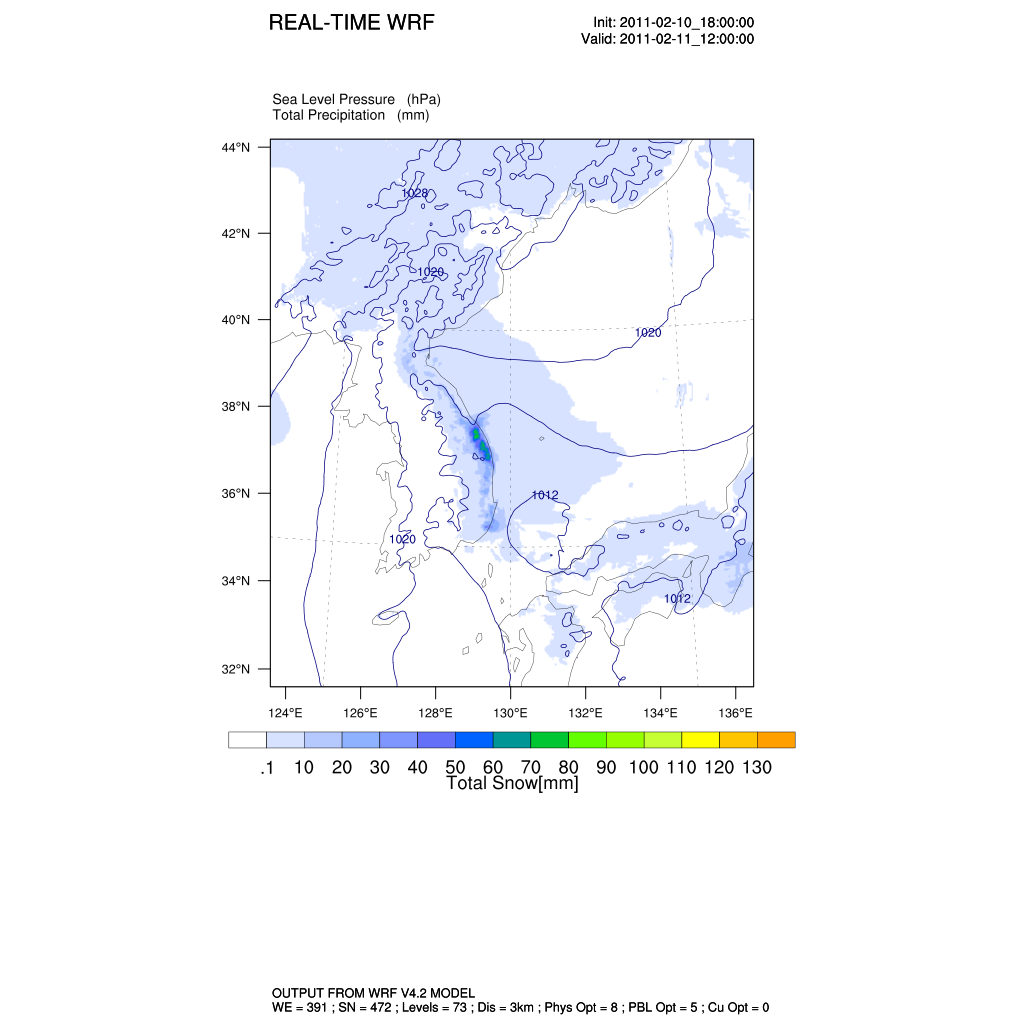 REAL-TIME WRF
Init: 2011-02-10_18:00:00
Valid: 2011-02-11_12:00:00
Sea Level Pressure (hPa)
Total Precipitation (mm)
44°N
42°N
40°N
38°N
36°N
34°N
32°N
1028
1020
1020
1012
1020
1012
124°E 126°E 128°E 130°E 132°E 134°E 136°E
.1 10 20 30 40 50 60 70 80 90 100 110 120 130
Total Snow[mm]
OUTPUT FROM WRF V4.2 MODEL
WE = 391 ; SN = 472 ; Levels = 73 ; Dis = 3km ; Phys Opt = 8 ; PBL Opt = 5 ; Cu Opt = 0